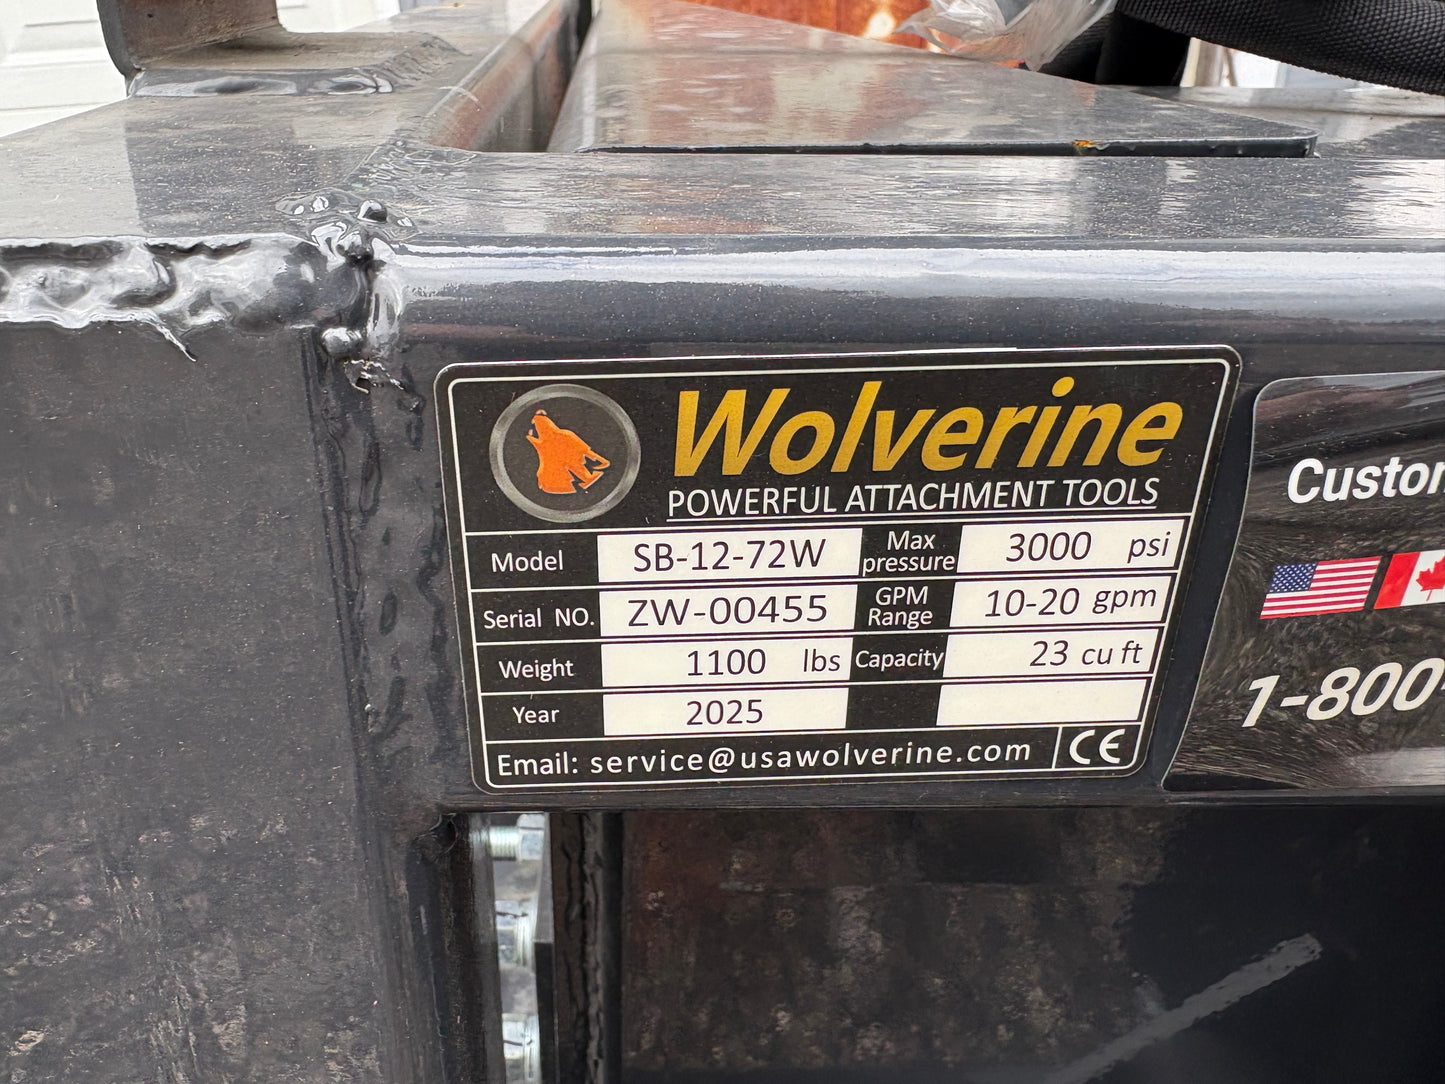 Wolverine
POWERFUL ATTACHMENT TOOLS
Model SB-12-72W Max pressure 3000 psi
Serial NO. ZW-00455 GPM Range 10-20 gpm
Weight 1100 lbs Capacity 23 cu ft
Year 2025
Email: service@usawolverine.com CE
Custom
1-800